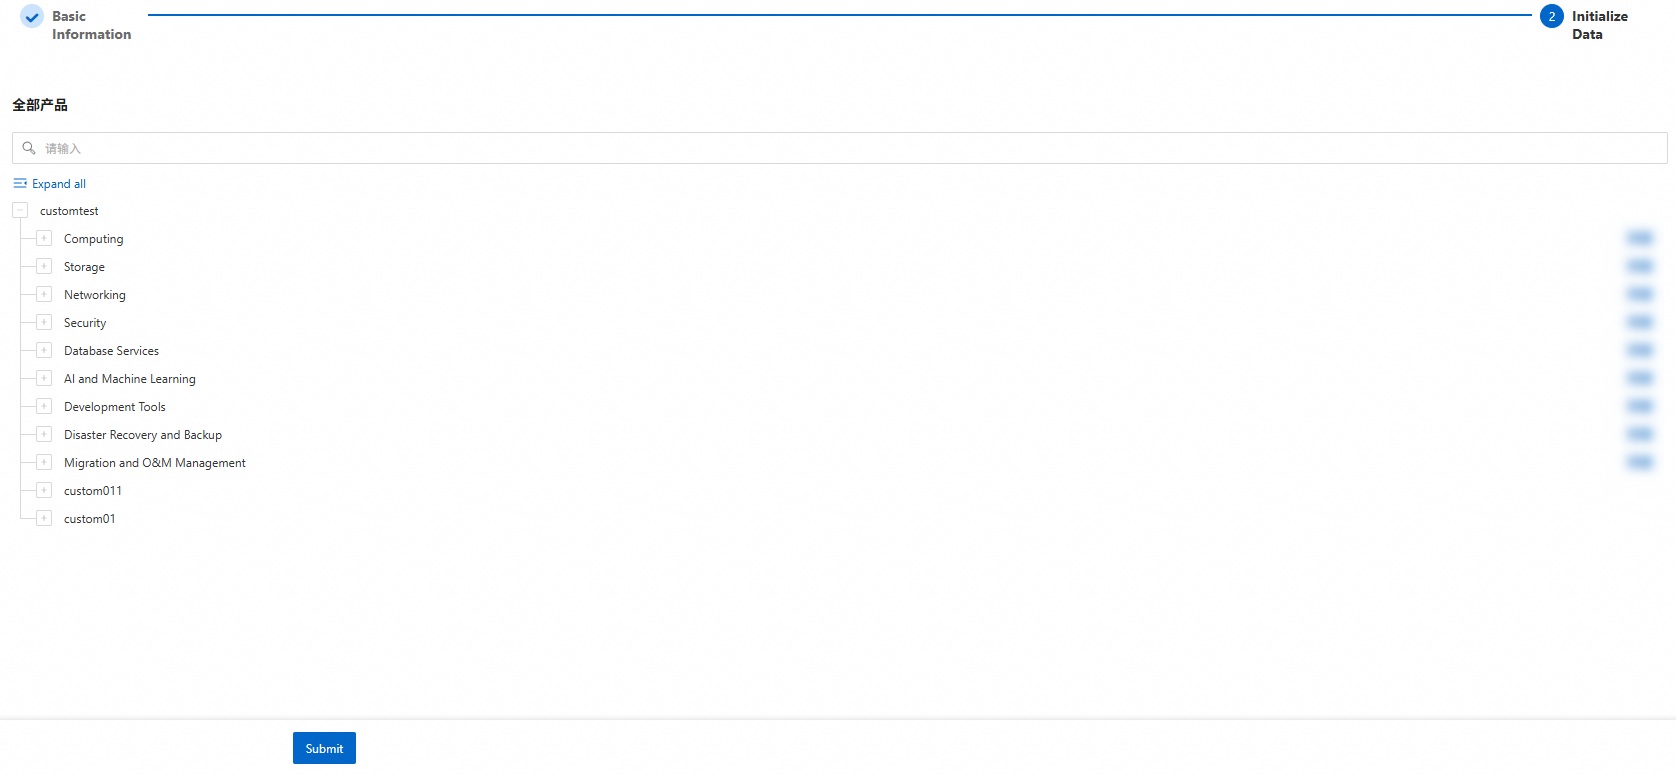 Basic
Information
2
Initialize
Data
全部产品
请输入
Expand all
customtest
Computing
Storage
Networking
Security
Database Services
AI and Machine Learning
Development Tools
Disaster Recovery and Backup
Migration and O&M Management
custom011
custom01
Submit